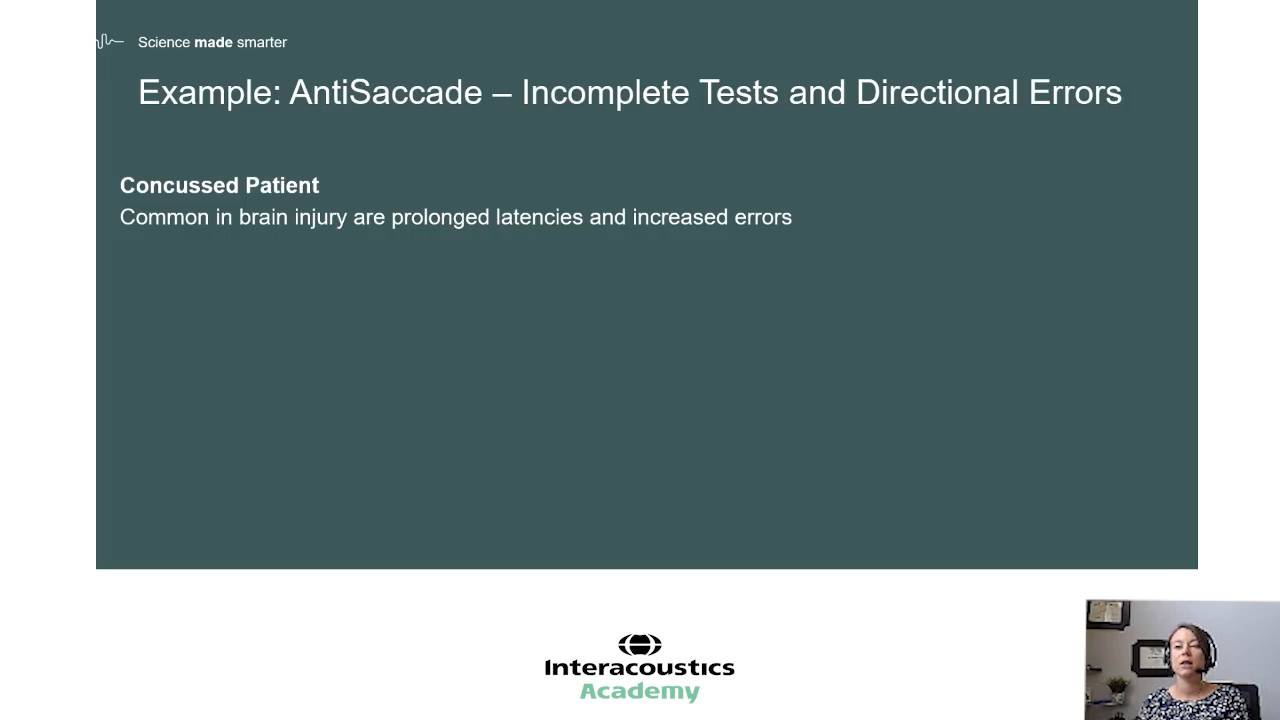 Science made smarter
Example: AntiSaccade – Incomplete Tests and Directional Errors
Concussed Patient
Common in brain injury are prolonged latencies and increased errors
Interacoustics
Academy